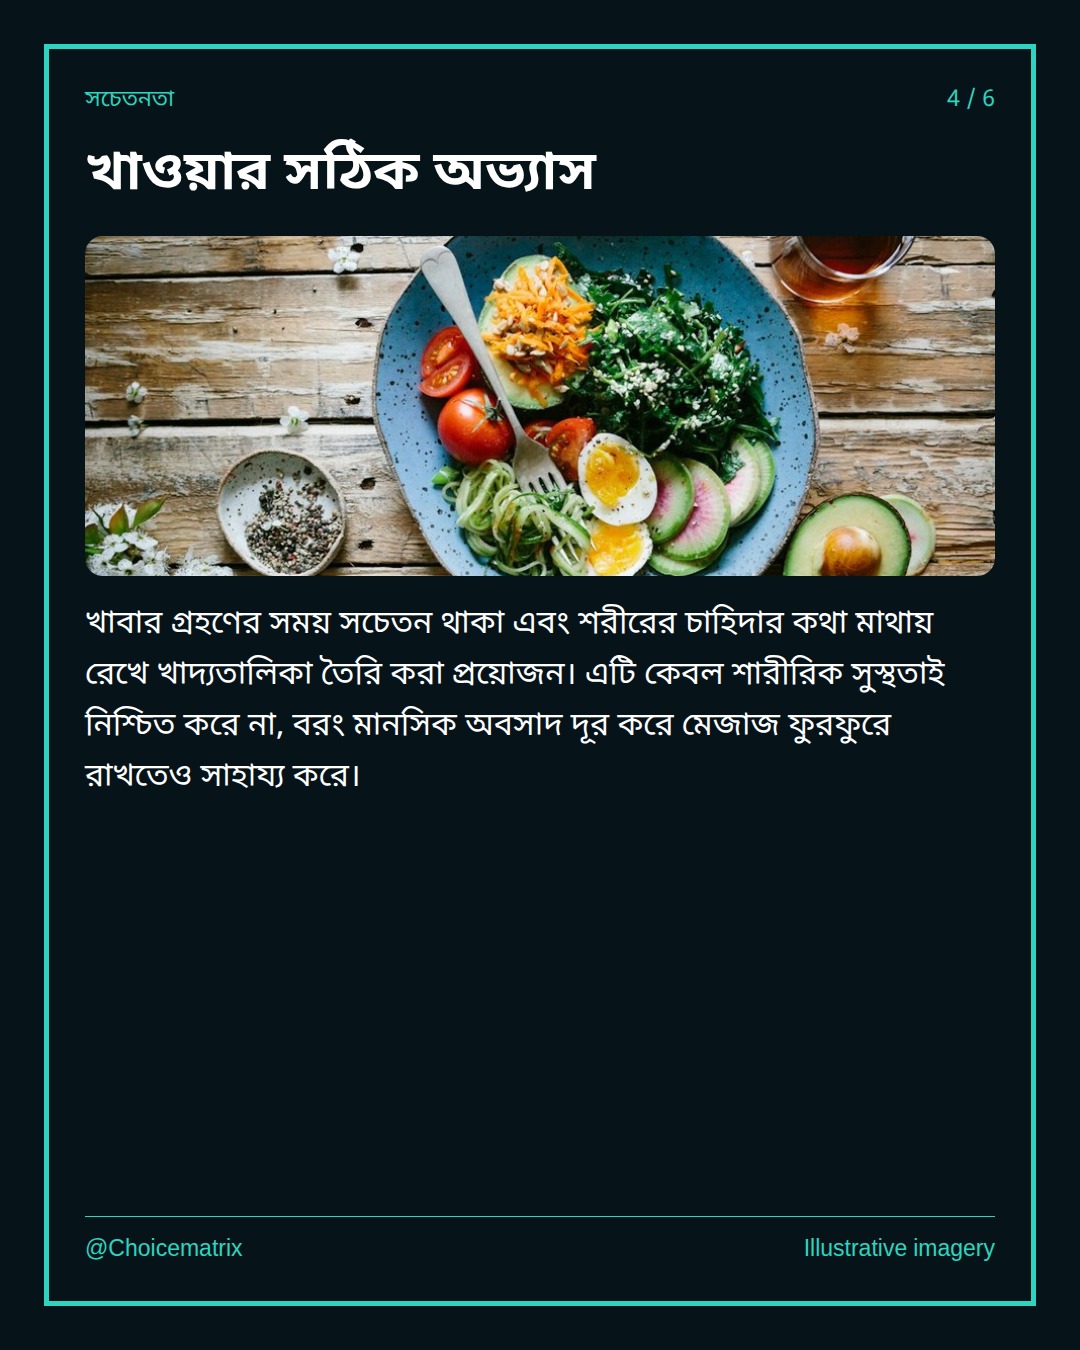 সচেতনতা
4 / 6
খাওয়ার সঠিক অভ্যাস
খাবার গ্রহণের সময় সচেতন থাকা এবং শরীরের চাহিদার কথা মাথায়
রেখে খাদ্যতালিকা তৈরি করা প্রয়োজন। এটি কেবল শারীরিক সুস্থতাই
নিশ্চিত করে না, বরং মানসিক অবসাদ দূর করে মেজাজ ফুরফুরে
রাখতেও সাহায্য করে।
@Choicematrix
Illustrative imagery